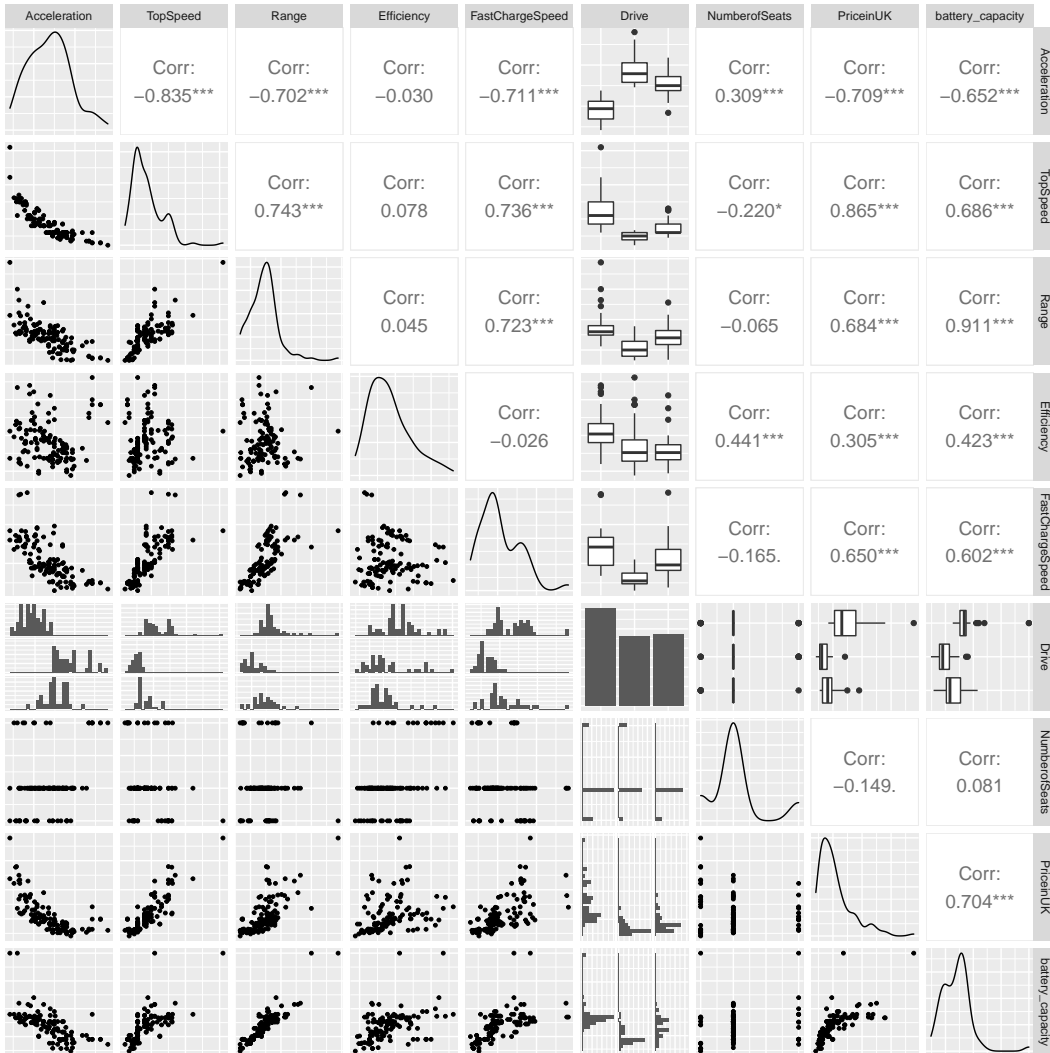 Acceleration TopSpeed Range Efficiency FastChargeSpeed Drive NumberofSeats PriceinUK battery_capacity
Corr: Corr: Corr: Corr: Corr: Corr: Corr:
−0.835*** −0.702*** −0.030 −0.711*** 0.309*** −0.709*** −0.652***
Acceleration
Corr: Corr: Corr: Corr: Corr: Corr:
0.743*** 0.078 0.736*** −0.220* 0.865*** 0.686***
TopSpeed
Corr: Corr: Corr: Corr: Corr:
0.045 0.723*** −0.065 0.684*** 0.911***
Range
Corr: Corr: Corr: Corr:
−0.026 0.441*** 0.305*** 0.423***
Efficiency
Corr: Corr: Corr:
−0.165. 0.650*** 0.602***
FastChargeSpeed
Drive
Corr: Corr:
−0.149. 0.081
NumberofSeats
Corr:
0.704***
PriceinUK
battery_capacity